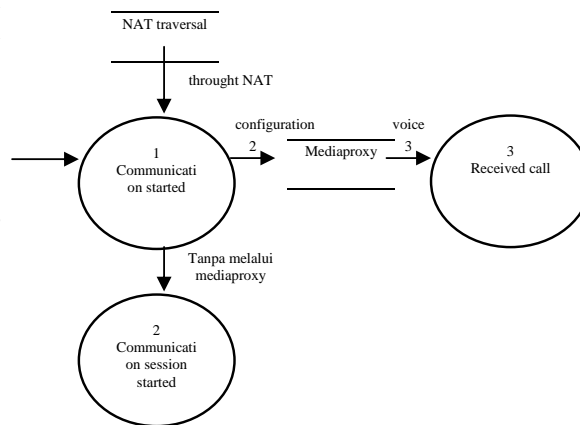 NAT traversal
throught NAT
configuration
voice
1
Communicati
on started
2
Mediaproxy
3
3
Received call
Tanpa melalui
mediaproxy
2
Communicati
on session
started